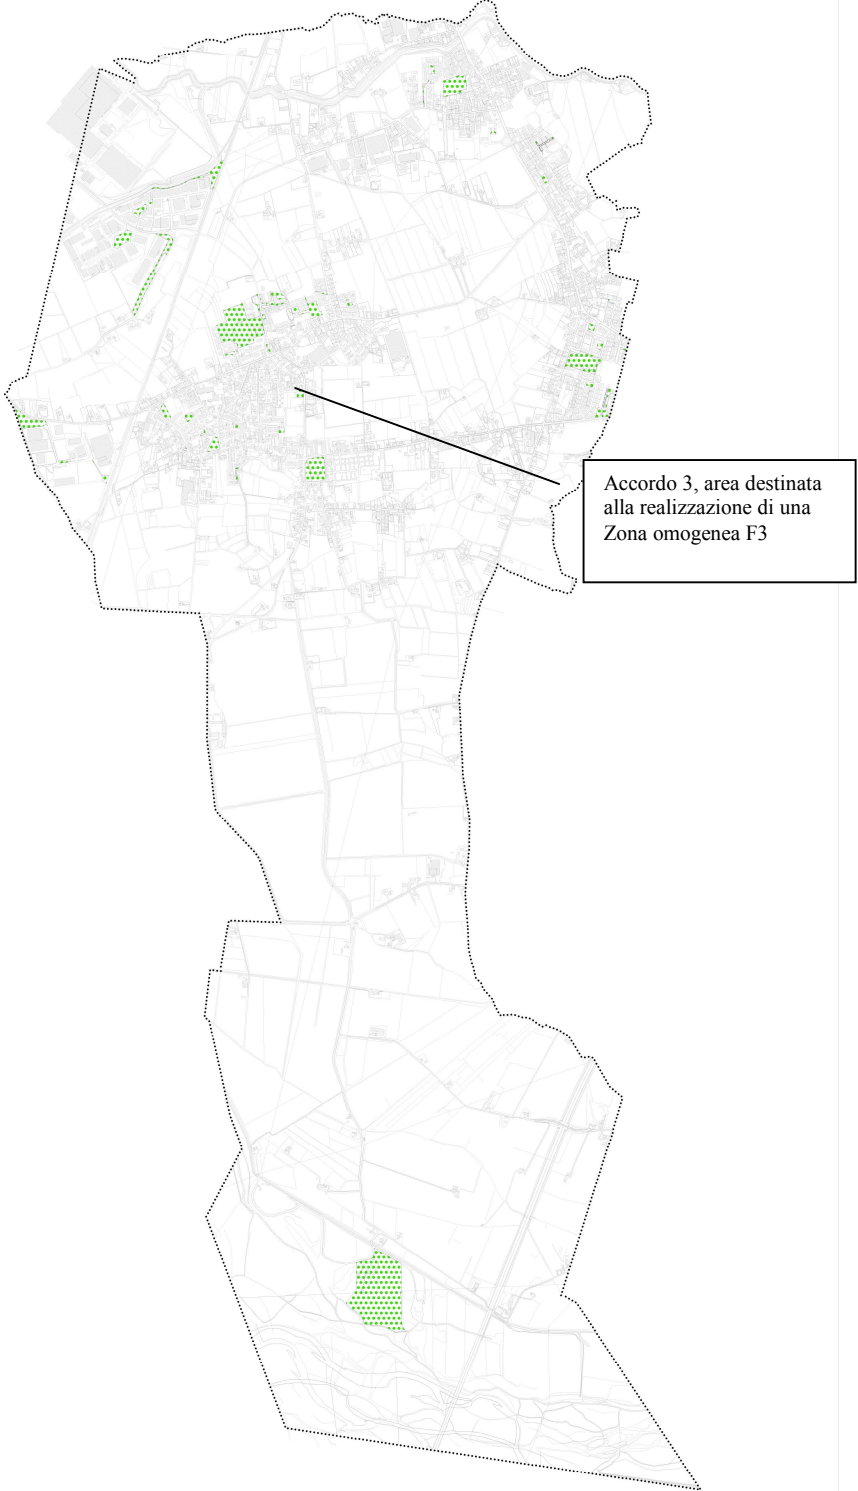 Accordo 3, area destinata
alla realizzazione di una
Zona omogenea F3